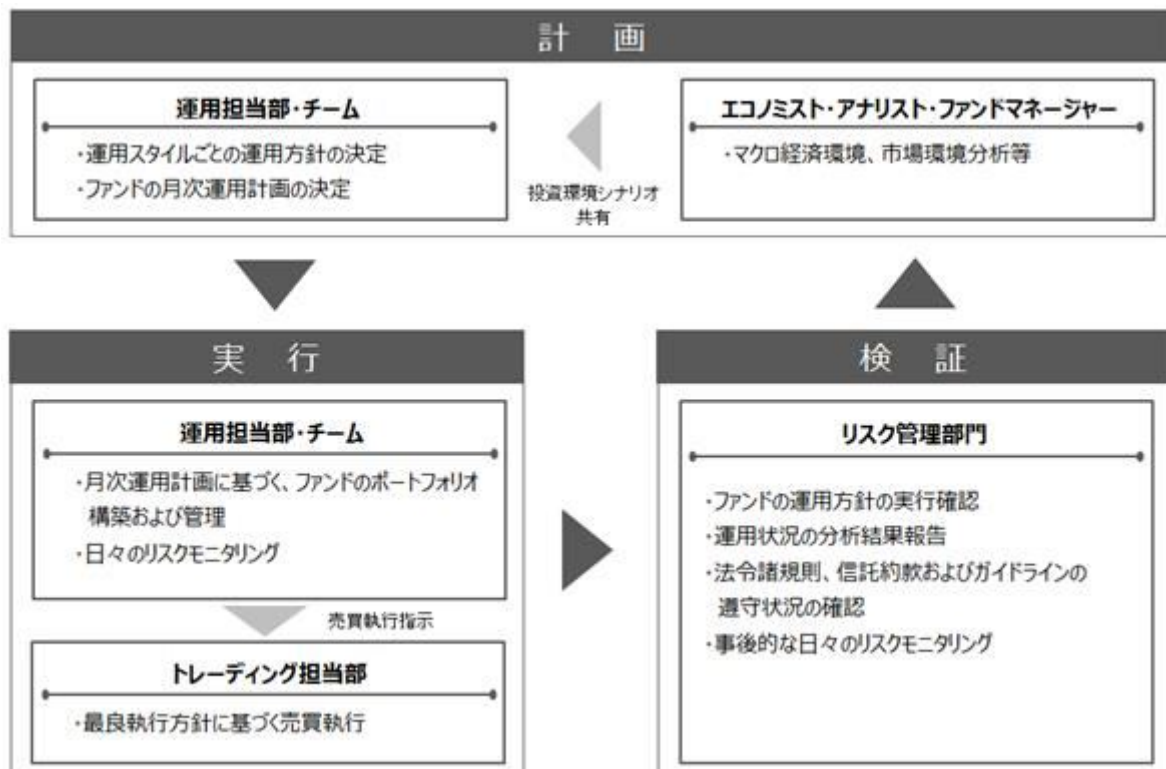 計 画
運用担当部・チーム
・運用スタイルごとの運用方針の決定
・ファンドの月次運用計画の決定
投資環境シナリオ
共有
エコノミスト・アナリスト・ファンドマネージャー
・マクロ経済環境、市場環境分析等
実 行
運用担当部・チーム
・月次運用計画に基づく、ファンドのポートフォリオ
構築および管理
・日々のリスクモニタリング
売買執行指示
トレーディング担当部
・最良執行方針に基づく売買執行
検 証
リスク管理部門
・ファンドの運用方針の実行確認
・運用状況の分析結果報告
・法令諸規則、信託約款およびガイドラインの
遵守状況の確認
・事後的な日々のリスクモニタリング